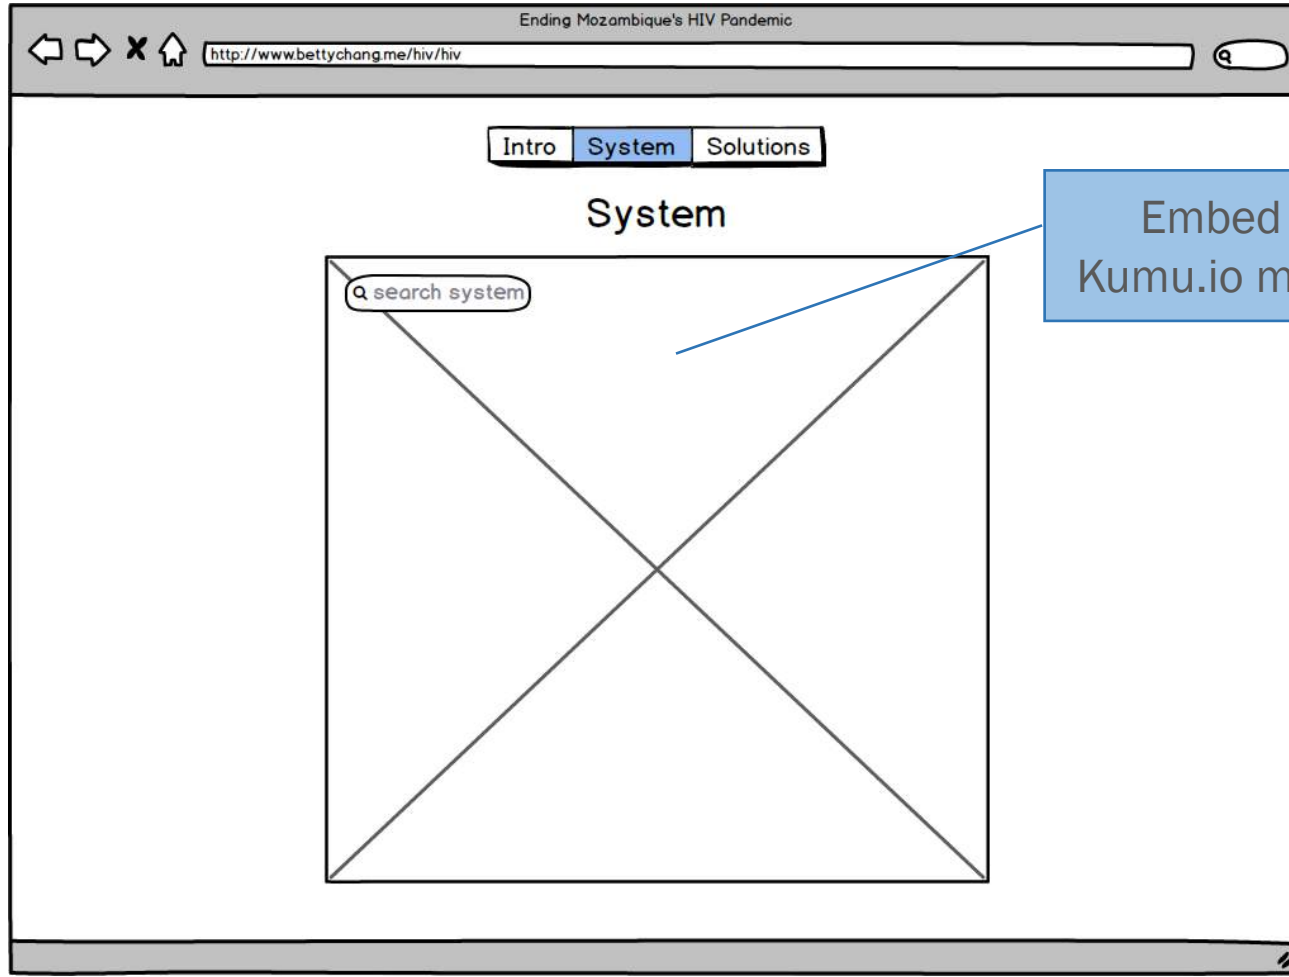 Ending Mozambique's HIV Pandemic
http://www.bettychang.me/hiv/hiv
Intro System Solutions
System
search system
Embed
Kumu.io